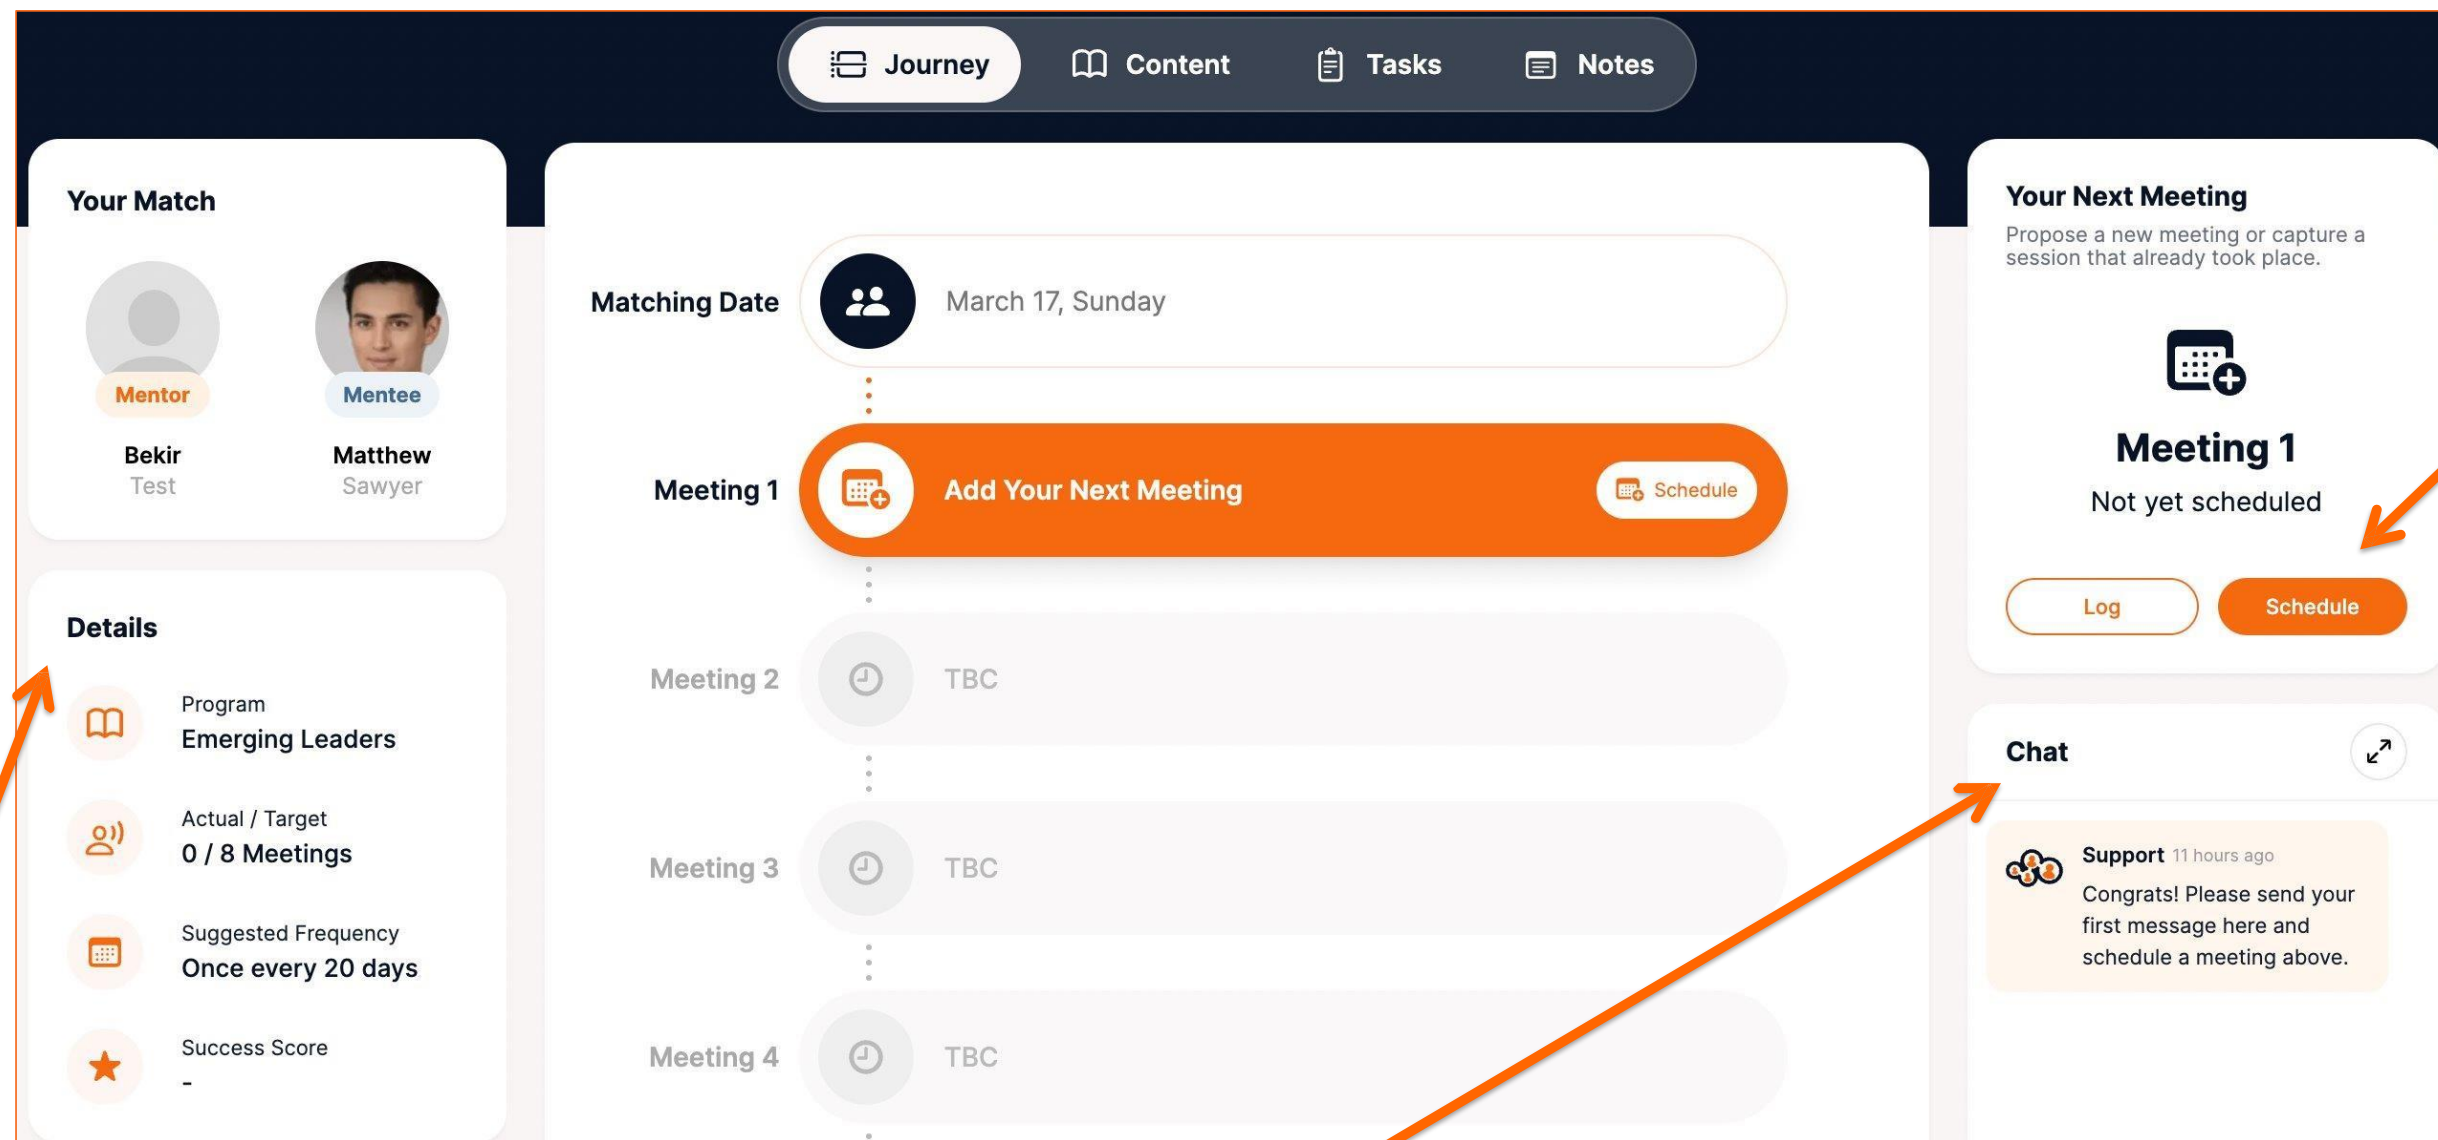 Journey
Content
Tasks
Notes
Your Match
Mentor
Mentee
Bekir
Test
Matthew
Sawyer
Details
Program
Emerging Leaders
Actual / Target
0 / 8 Meetings
Suggested Frequency
Once every 20 days
Success Score
-
Matching Date
March 17, Sunday
Meeting 1
Add Your Next Meeting
Schedule
Meeting 2
TBC
Meeting 3
TBC
Meeting 4
TBC
Your Next Meeting
Propose a new meeting or capture a
session that already took place.
Meeting 1
Not yet scheduled
Log
Schedule
Chat
Support 11 hours ago
Congrats! Please send your
first message here and
schedule a meeting above.